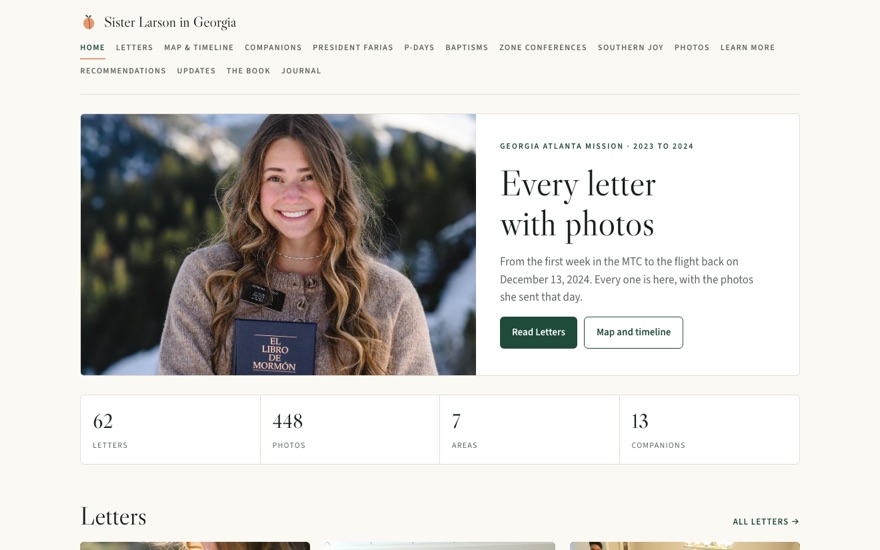 Sister Larson in Georgia
HOME LETTERS MAP & TIMELINE COMPANIONS PRESIDENT FARIAS P-DAYS BAPTISMS ZONE CONFERENCES SOUTHERN JOY PHOTOS LEARN MORE
RECOMMENDATIONS UPDATES THE BOOK JOURNAL
GEORGIA ATLANTA MISSION · 2023 TO 2024
Every letter
with photos
From the first week in the MTC to the flight back on
December 13, 2024. Every one is here, with the photos
she sent that day.
Read Letters Map and timeline
EL
LIBRO
DE
MORMÓN
62 448 7 13
LETTERS PHOTOS AREAS COMPANIONS
Letters
ALL LETTERS →